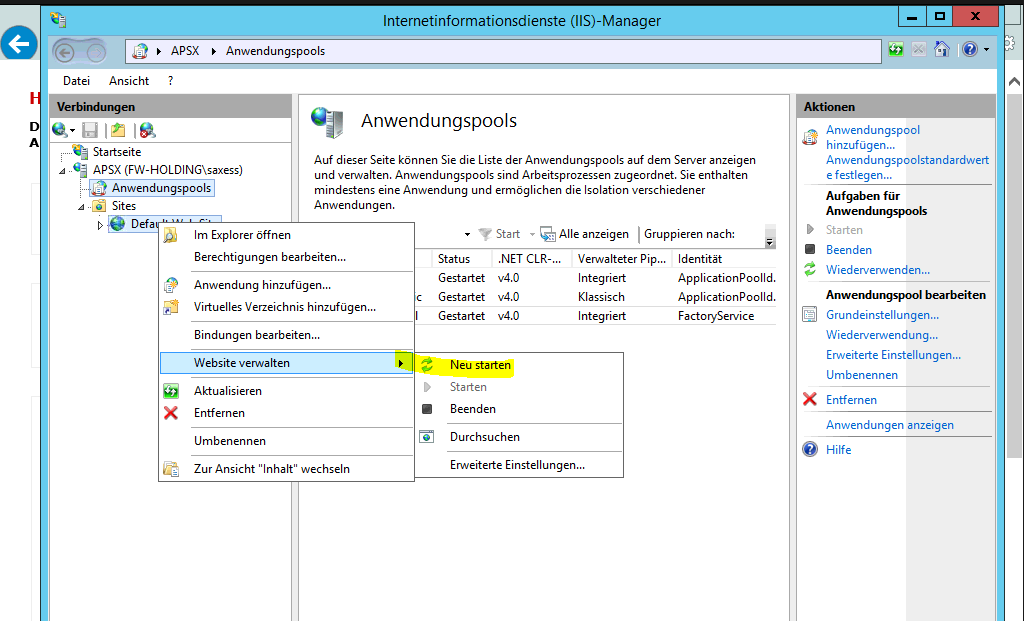 Internetinformationsdienste (IIS)-Manager
APSX
Anwendungspools
Datei Ansicht ?
H
D
A
Verbindungen
Startseite
APSX (FW-HOLDING\saxess)
Anwendungspools
Sites
Im Explorer öffnen
Berechtigungen bearbeiten...
Anwendung hinzufügen...
Virtuelles Verzeichnis hinzufügen...
Bindungen bearbeiten...
Website verwalten
Aktualisieren
Entfernen
Umbenennen
Zur Ansicht "Inhalt" wechseln
Neu starten
Starten
Beenden
Durchsuchen
Erweiterte Einstellungen...
Anwendungspools
Auf dieser Seite können Sie die Liste der Anwendungspools auf dem Server anzeigen
und verwalten. Anwendungspools sind Arbeitsprozessen zugeordnet. Sie enthalten
mindestens eine Anwendung und ermöglichen die Isolation verschiedener
Anwendungen.
Start Alle anzeigen Gruppieren nach:
Status .NET CLR-... Verwalteter Pip... Identität
Gestartet v4.0 Integriert ApplicationPoolId.
Gestartet v4.0 Klassisch ApplicationPoolId.
Gestartet v4.0 Integriert FactoryService
Aktionen
Anwendungspool
hinzufügen...
Anwendungspoolstandardwert
e festlegen...
Aufgaben für
Anwendungspools
Starten
Beenden
Wiederverwenden...
Anwendungspool bearbeiten
Grundeinstellungen...
Wiederverwendung...
Erweiterte Einstellungen...
Umbenennen
Entfernen
Anwendungen anzeigen
Hilfe